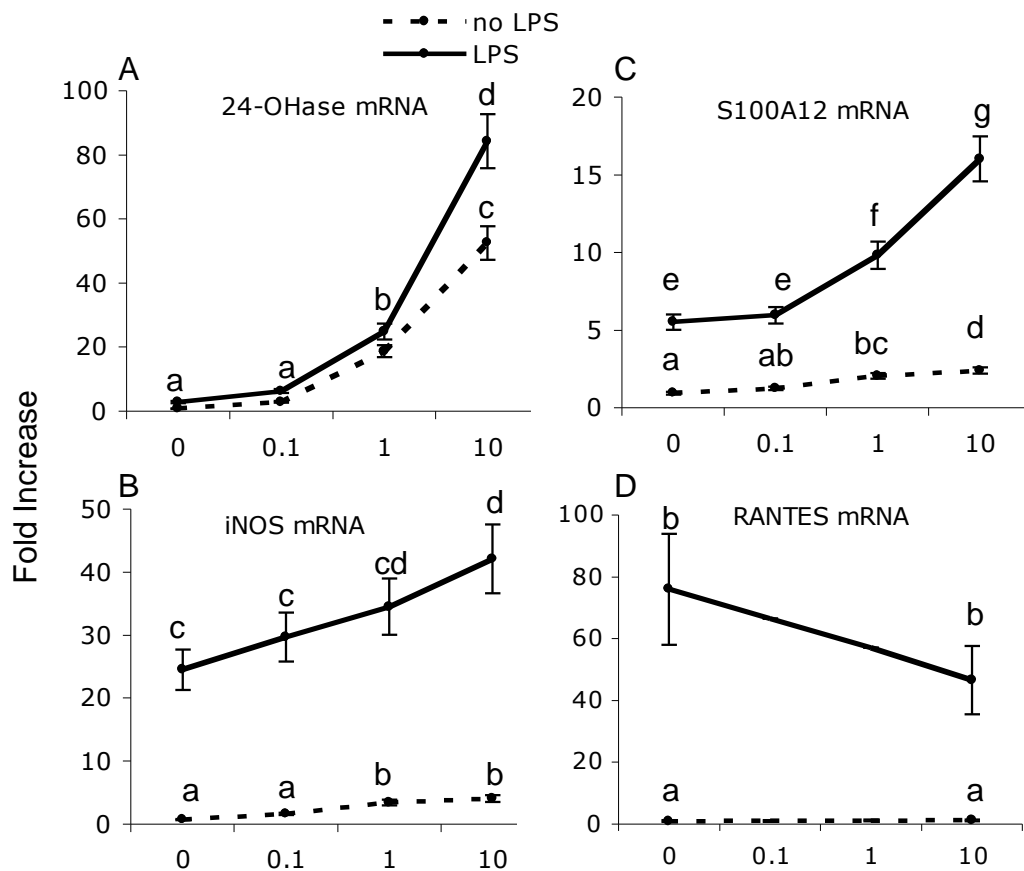 no LPS
LPS
A
24-OHase mRNA
100
80
60
40
20
0
a
a
b
c
d
0 0.1 1 10
C
S100A12 mRNA
20
15
10
5
0
e
e
f
g
a
ab
bc
d
0 0.1 1 10
Fold Increase
B
iNOS mRNA
50
40
30
20
10
0
c
c
cd
d
a
a
b
b
0 0.1 1 10
D
RANTES mRNA
100
80
60
40
20
0
b
b
a
a
0 0.1 1 10